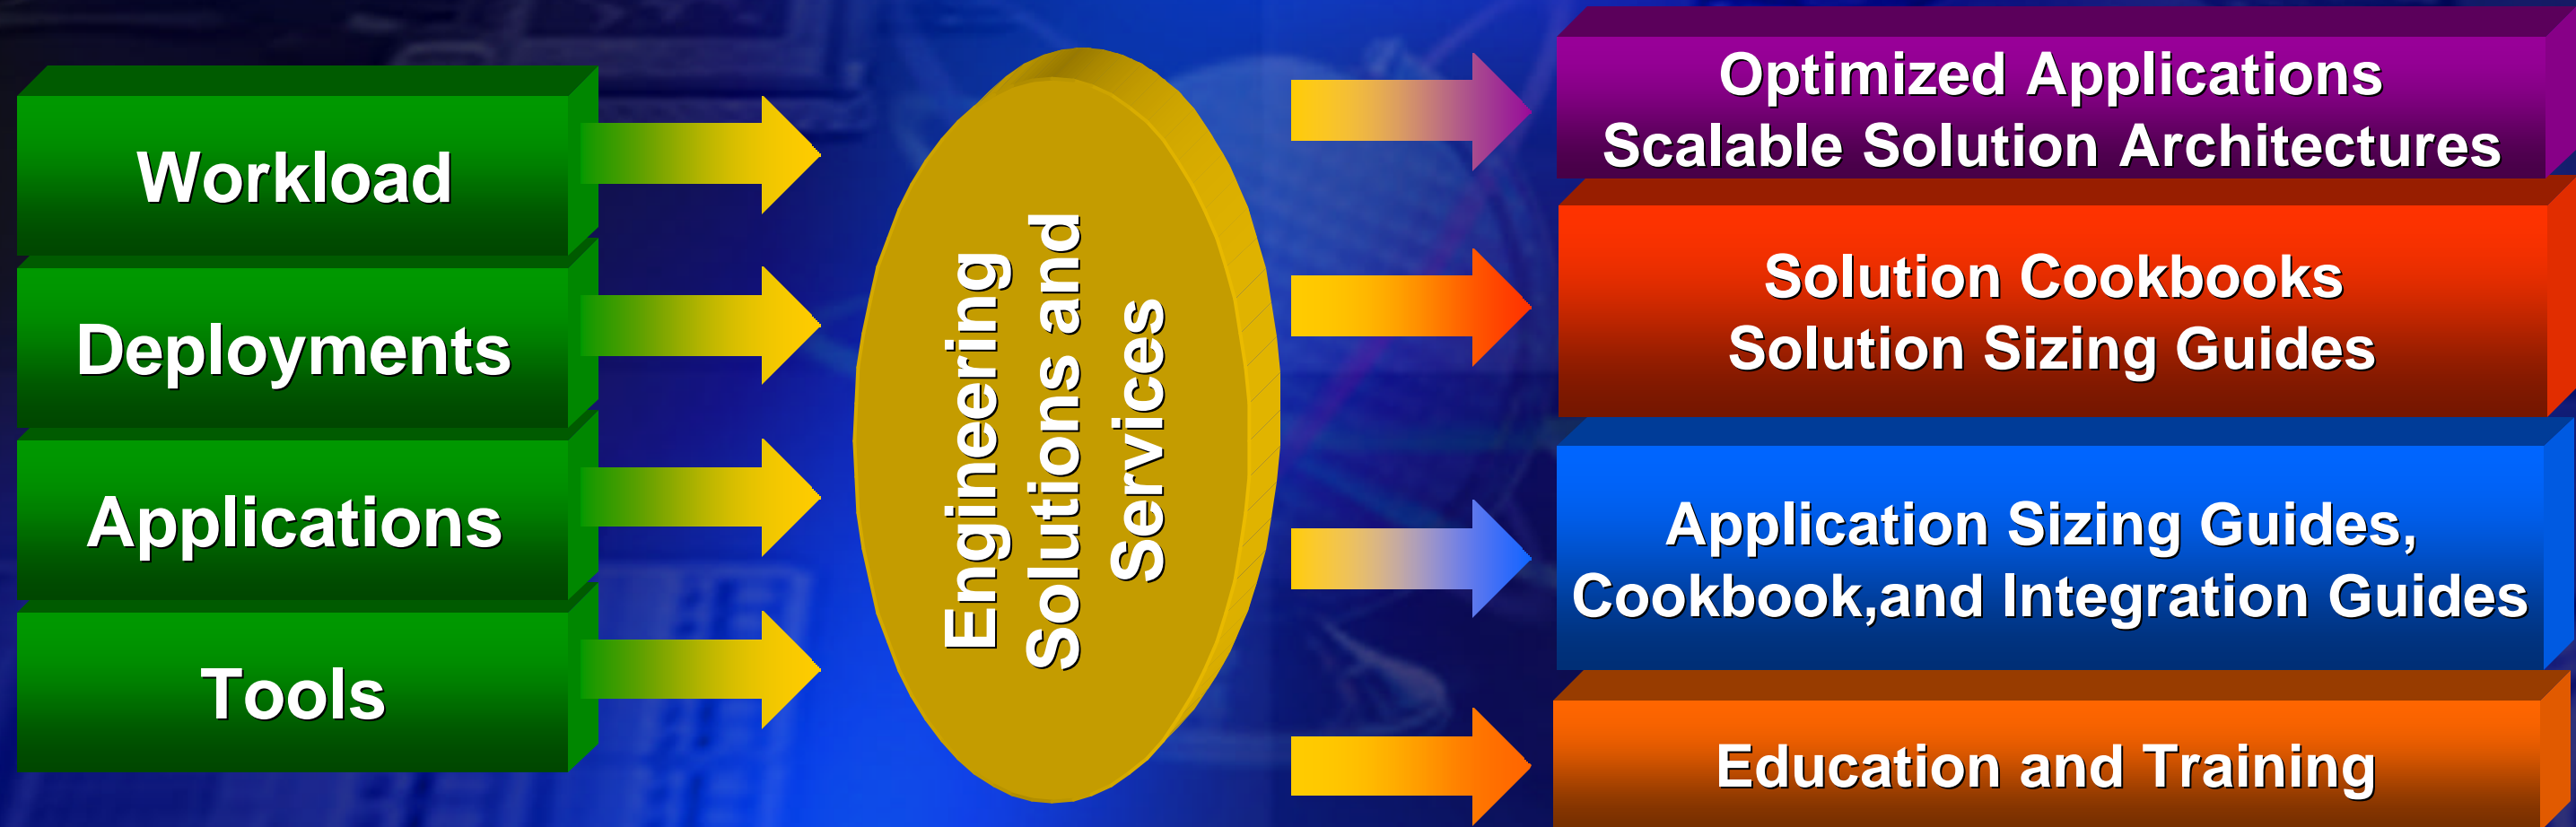 Workload
Deployments
Applications
Tools
Engineering
Solutions and
Services
Optimized Applications
Scalable Solution Architectures
Solution Cookbooks
Solution Sizing Guides
Application Sizing Guides,
Cookbook,and Integration Guides
Education and Training